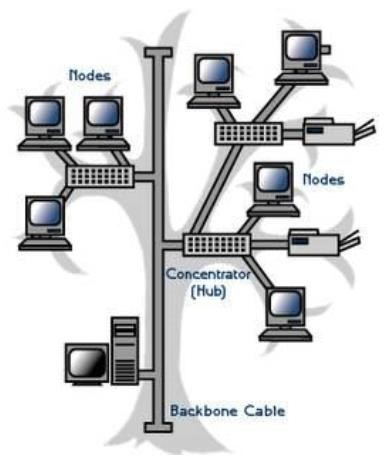 Nodes
Nodes
Concentrator
(Hub)
Backbone Cable